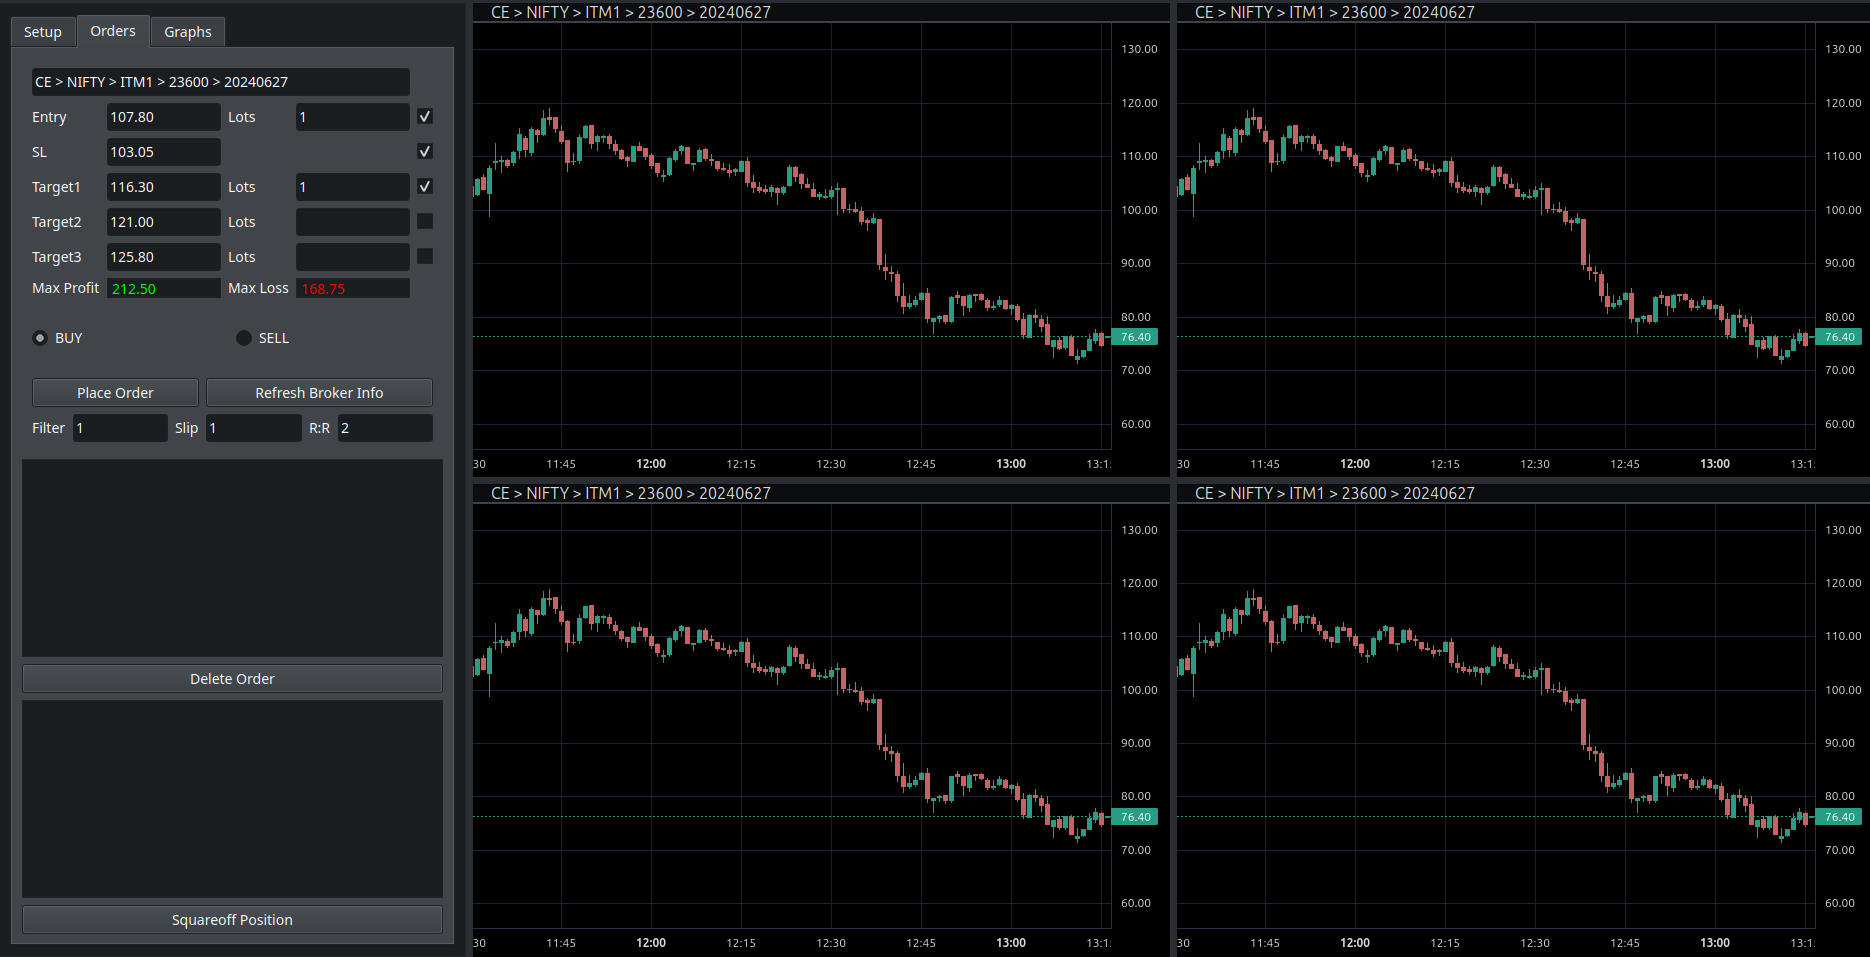 Setup Orders Graphs
CE > NIFTY > ITM1 > 23600 > 20240627
Entry 107.80 Lots 1
SL 103.05
Target1 116.30 Lots 1
Target2 121.00 Lots
Target3 125.80 Lots
Max Profit 212.50 Max Loss 168.75
BUY SELL
Place Order Refresh Broker Info
Filter 1 Slip 1 R:R 2
Delete Order
Squareoff Position
CE > NIFTY > ITM1 > 23600 > 20240627
130.00
120.00
110.00
100.00
90.00
80.00
76.40
70.00
60.00
30 11:45 12:00 12:15 12:30 12:45 13:00 13:1
CE > NIFTY > ITM1 > 23600 > 20240627
130.00
120.00
110.00
100.00
90.00
80.00
76.40
70.00
60.00
30 11:45 12:00 12:15 12:30 12:45 13:00 13:1
CE > NIFTY > ITM1 > 23600 > 20240627
130.00
120.00
110.00
100.00
90.00
80.00
76.40
70.00
60.00
30 11:45 12:00 12:15 12:30 12:45 13:00 13:1
CE > NIFTY > ITM1 > 23600 > 20240627
130.00
120.00
110.00
100.00
90.00
80.00
76.40
70.00
60.00
30 11:45 12:00 12:15 12:30 12:45 13:00 13:1